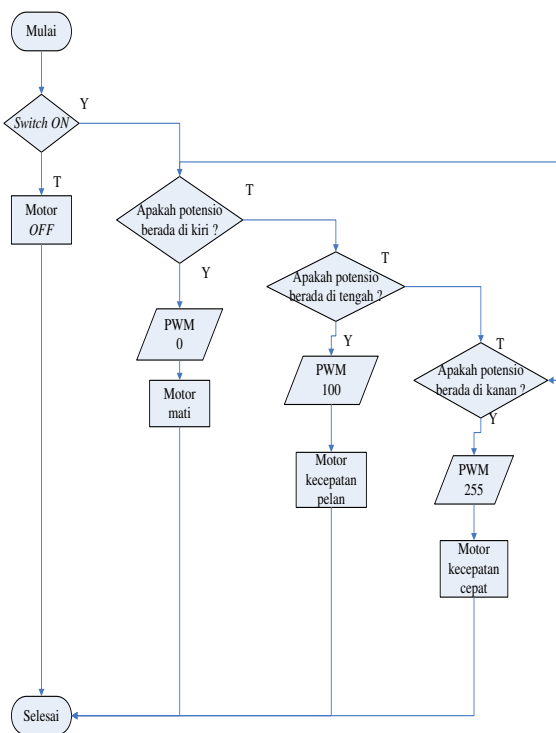 Mulai
Y
Switch ON
T
Motor
OFF
T
Apakah potensio
berada di kiri ?
Y
T
Apakah potensio
berada di tengah ?
Y
PWM
0
T
Apakah potensio
berada di kanan ?
Y
PWM
100
Motor
mati
Motor
kecepatan
pelan
PWM
255
Motor
kecepatan
cepat
Selesai